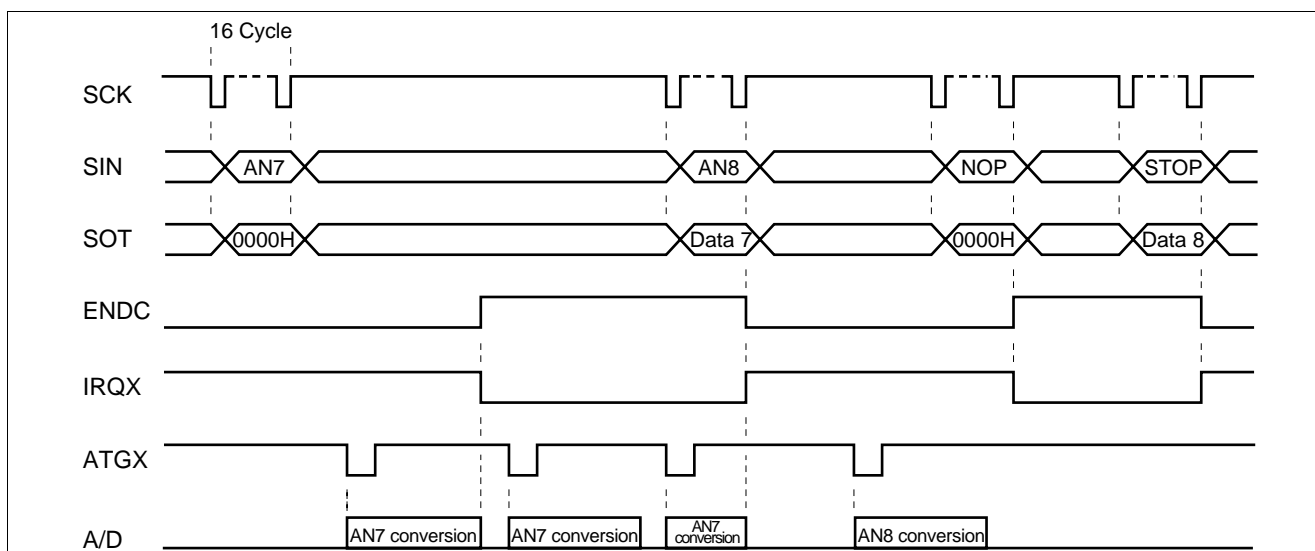 16 Cycle
SCK
SIN AN7 AN8 NOP STOP
SOT 0000H Data 7 0000H Data 8
ENDC
IRQX
ATGX
A/D AN7 conversion AN7 conversion AN7 conversion AN8 conversion